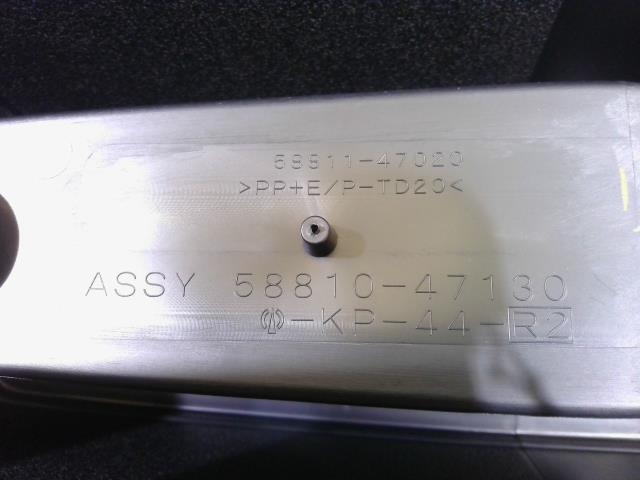 58811-47020
>PP+E/P-TD20<
ASSY 58810-47130
-KP-44-R2